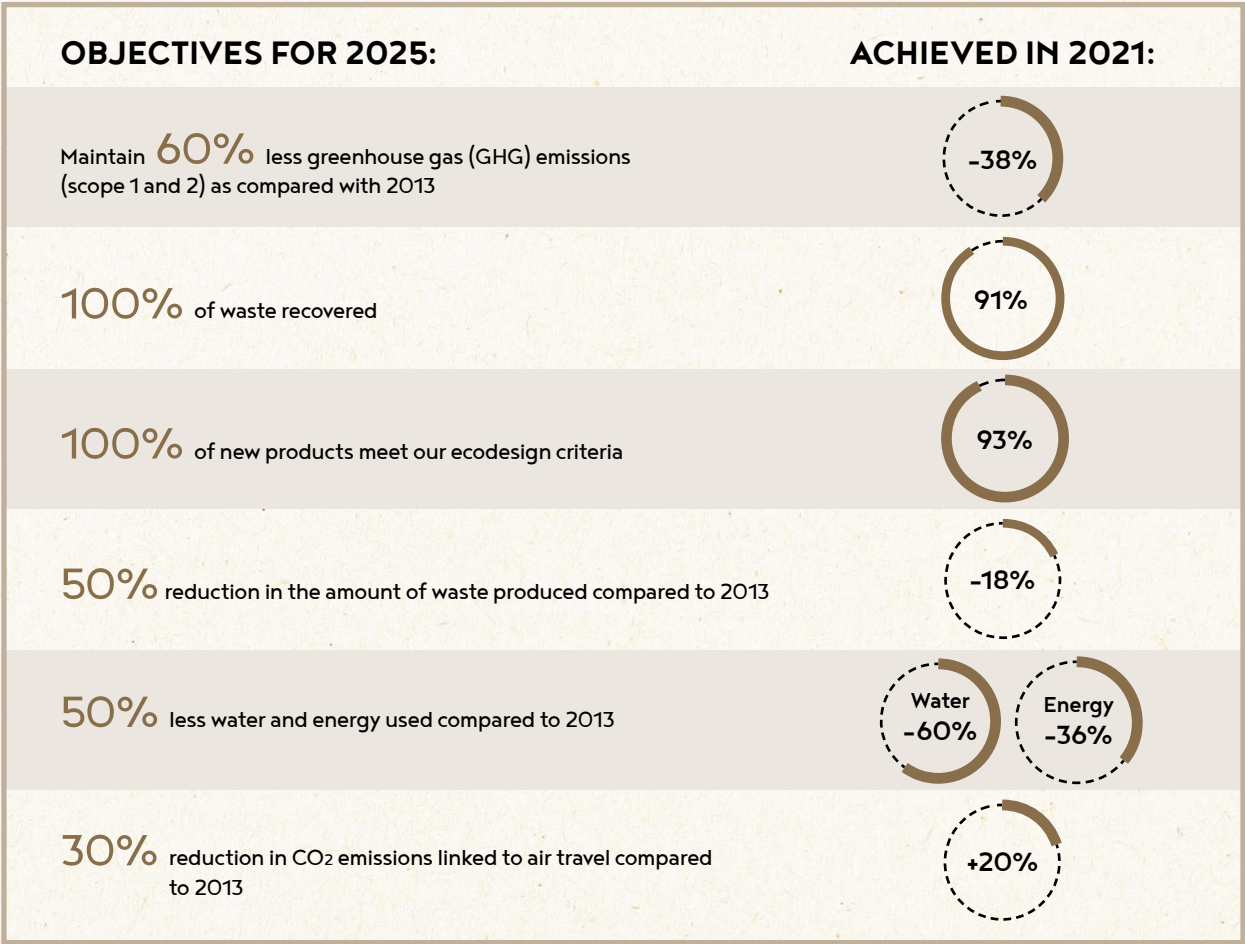 OBJECTIVES FOR 2025:
ACHIEVED IN 2021:
Maintain 60% less greenhouse gas (GHG) emissions
(scope 1 and 2) as compared with 2013
-38%
100% of waste recovered
91%
100% of new products meet our ecodesign criteria
93%
50% reduction in the amount of waste produced compared to 2013
-18%
50% less water and energy used compared to 2013
Water
-60%
Energy
-36%
30% reduction in CO2 emissions linked to air travel compared
to 2013
+20%